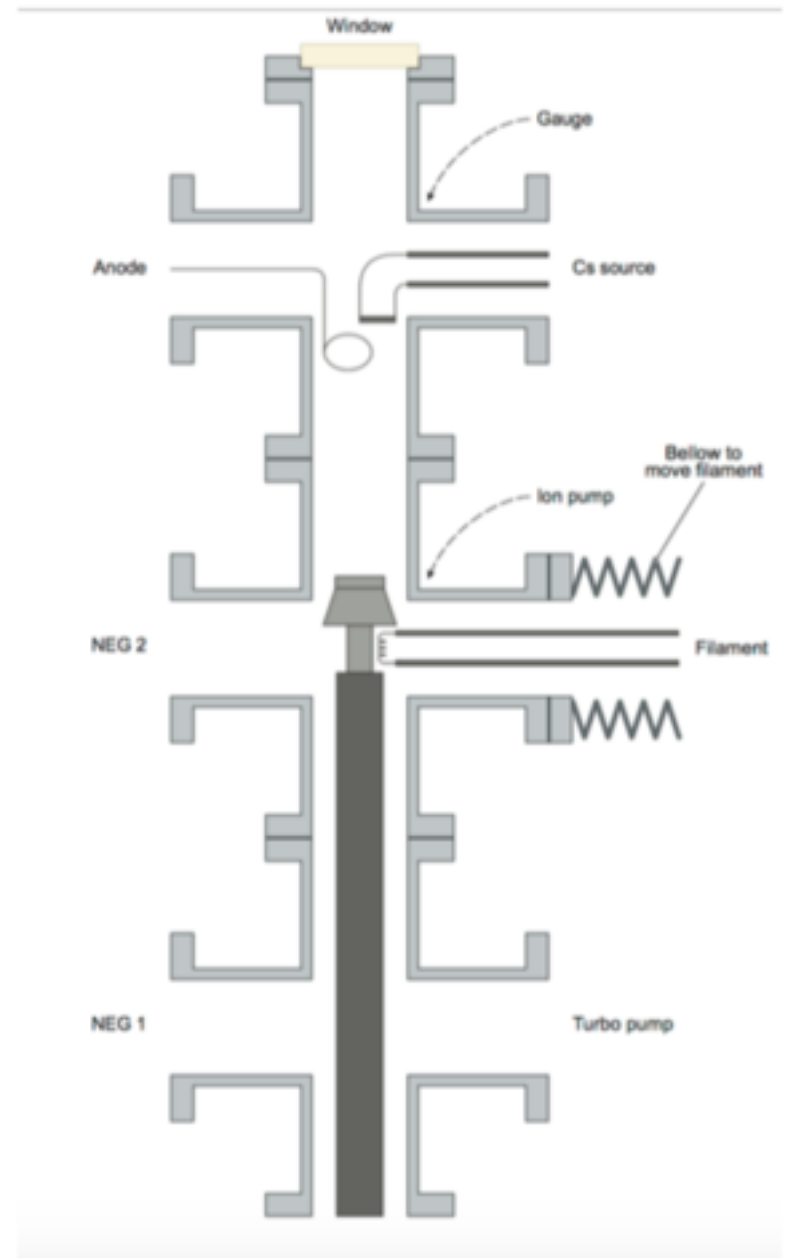 Window
Gauge
Anode
Cs source
Bellow to
move filament
Ion pump
NEG 2
Filament
NEG 1
Turbo pump